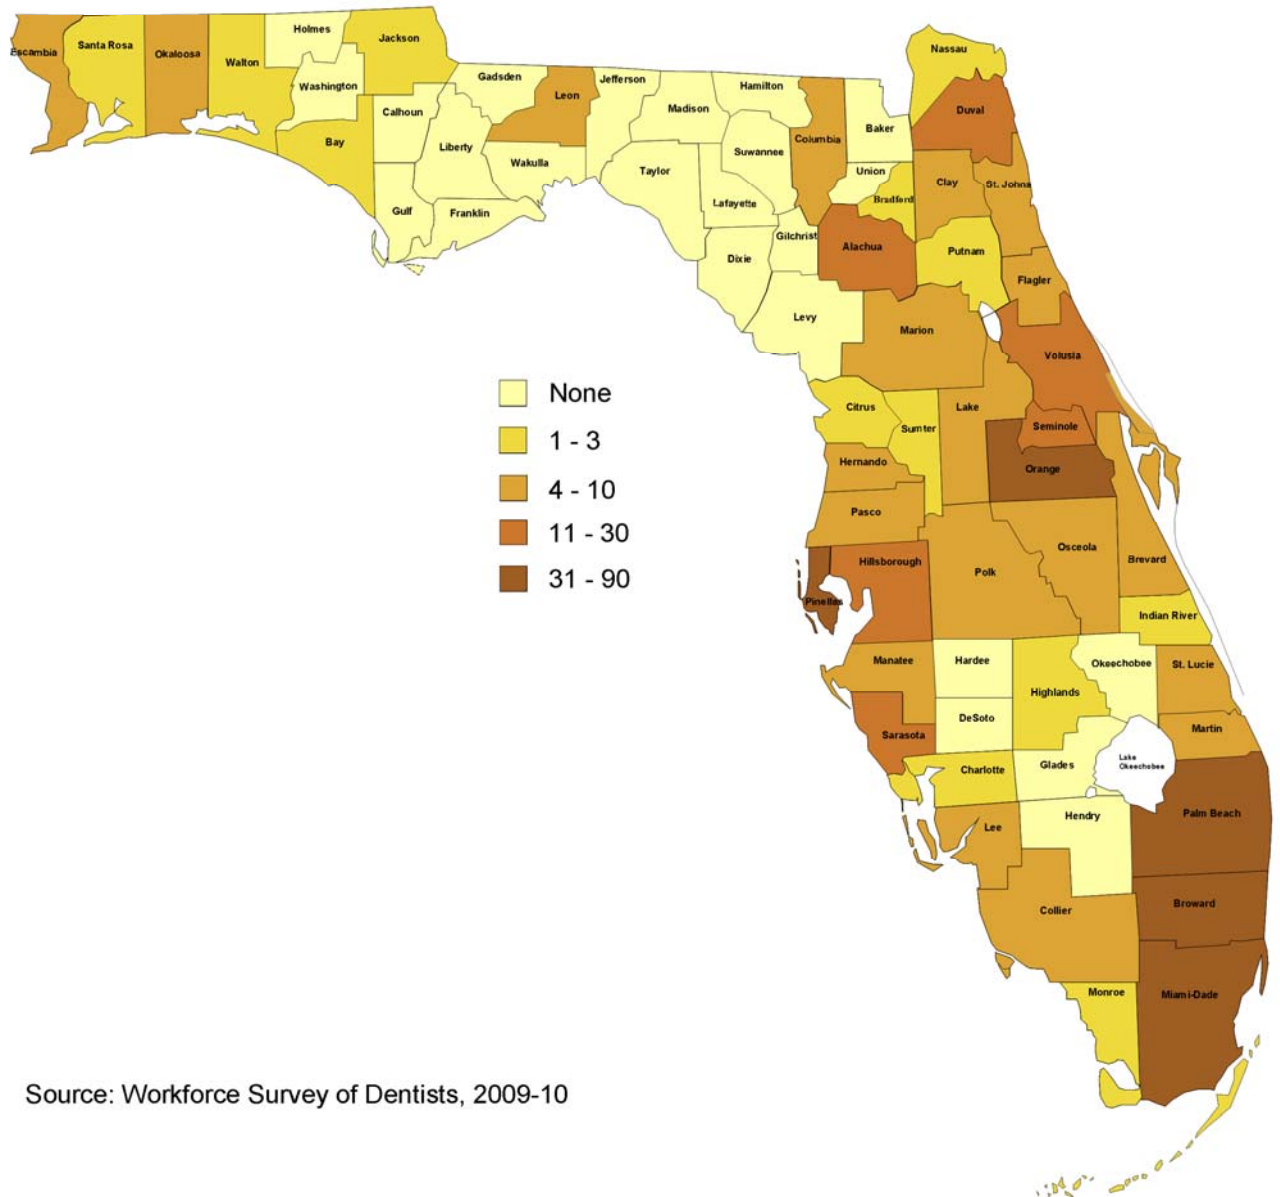 Holmes
Jackson
Escambia
Santa Rosa
Okaloosa
Walton
Washington
Gadsden
Leon
Jefferson
Hamilton
Nassau
Madison
Duval
Calhoun
Bay
Liberty
Wakulla
Taylor
Suwannee
Columbia
Baker
Union
Clay
St. Johns
Bradford
Lafayette
Gulf
Franklin
Gilchrist
Alachua
Putnam
Dixie
Flagler
Levy
Marion
Volusia
None
1 - 3
4 - 10
11 - 30
31 - 90
Citrus
Sumter
Lake
Seminole
Hernando
Orange
Pasco
Osceola
Brevard
Hillsborough
Polk
Pinellas
Indian River
Manatee
Hardee
Okeechobee
St. Lucie
Highlands
DeSoto
Sarasota
Martin
Charlotte
Glades
Lake
Okeechobee
Lee
Hendry
Palm Beach
Collier
Broward
Monroe
Miami-Dade
Source: Workforce Survey of Dentists, 2009-10